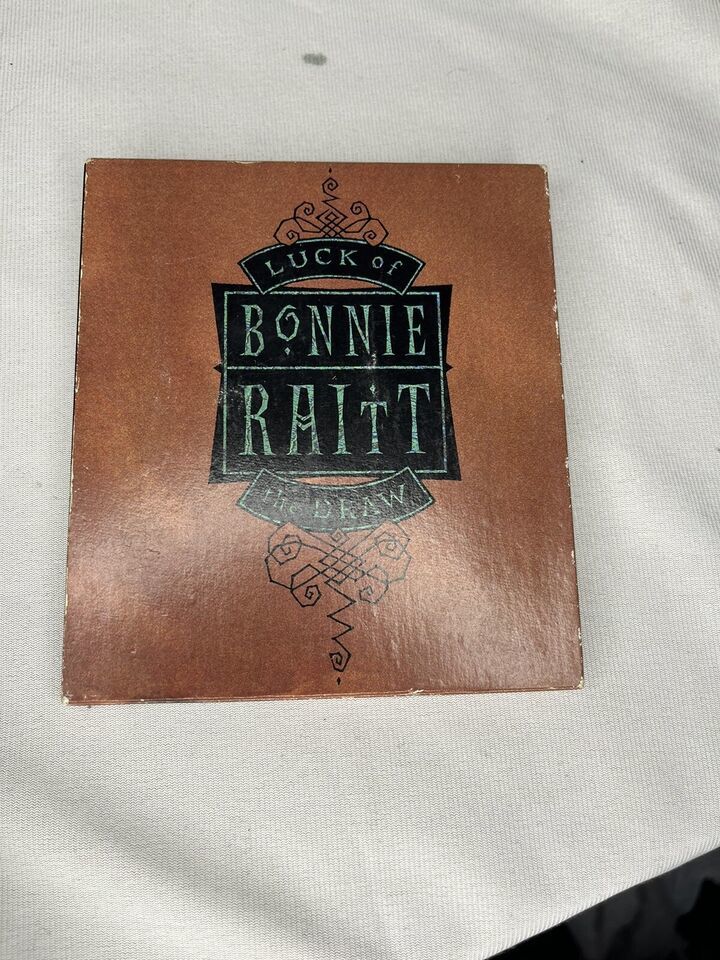 LUCK of
BONNIE
RAITT
the DRAW